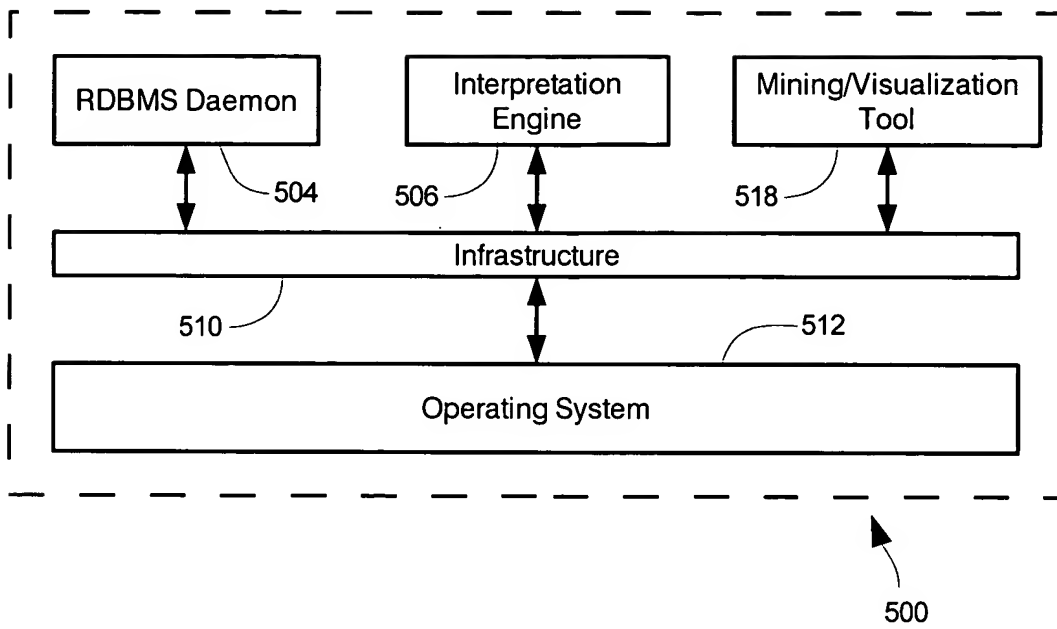 RDBMS Daemon
Interpretation
Engine
Mining/Visualization
Tool
504
506
518
Infrastructure
510
512
Operating System
500